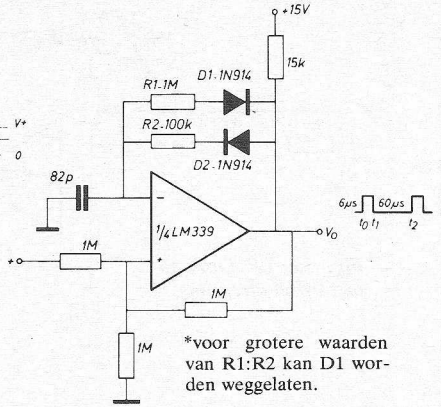 +15V
15k
R1-1M
D1-1N914
R2-100k
D2-1N914
V+
0
82p
-
1/4 LM339
+
+
1M
1M
1M
VO
6µs
60µs
t0 t1
t2
*voor grotere waarden
van R1:R2 kan D1 wor-
den weggelaten.